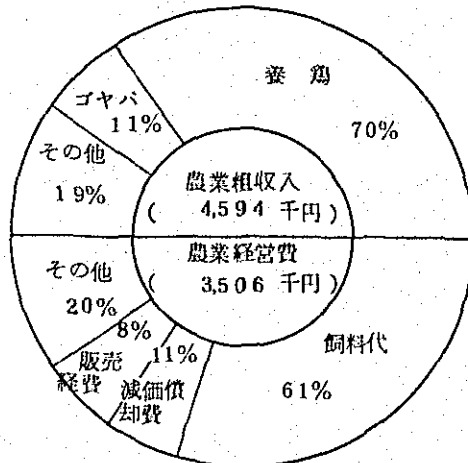 養鶏
70%
ゴヤバ
11%
その他
19%
農業粗収入
( 4,594 千円 )
農業経営費
( 3,506 千円 )
その他
20%
8%
販売
経費
11%
減価償
却費
飼料代
61%